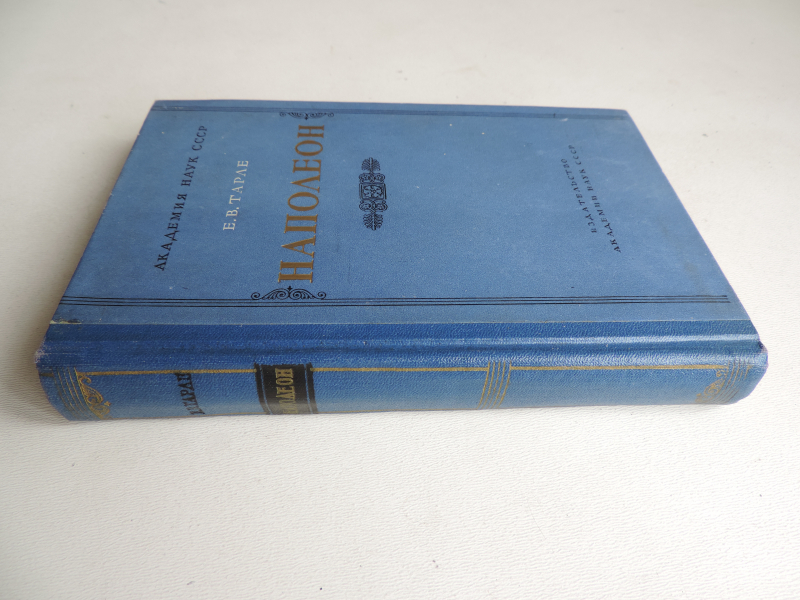 АКАДЕМИЯ НАУК СССР
Е.В. ТАРЛЕ
НАПОЛЕОН
ИЗДАТЕЛЬСТВО
АКАДЕМИИ НАУК СССР